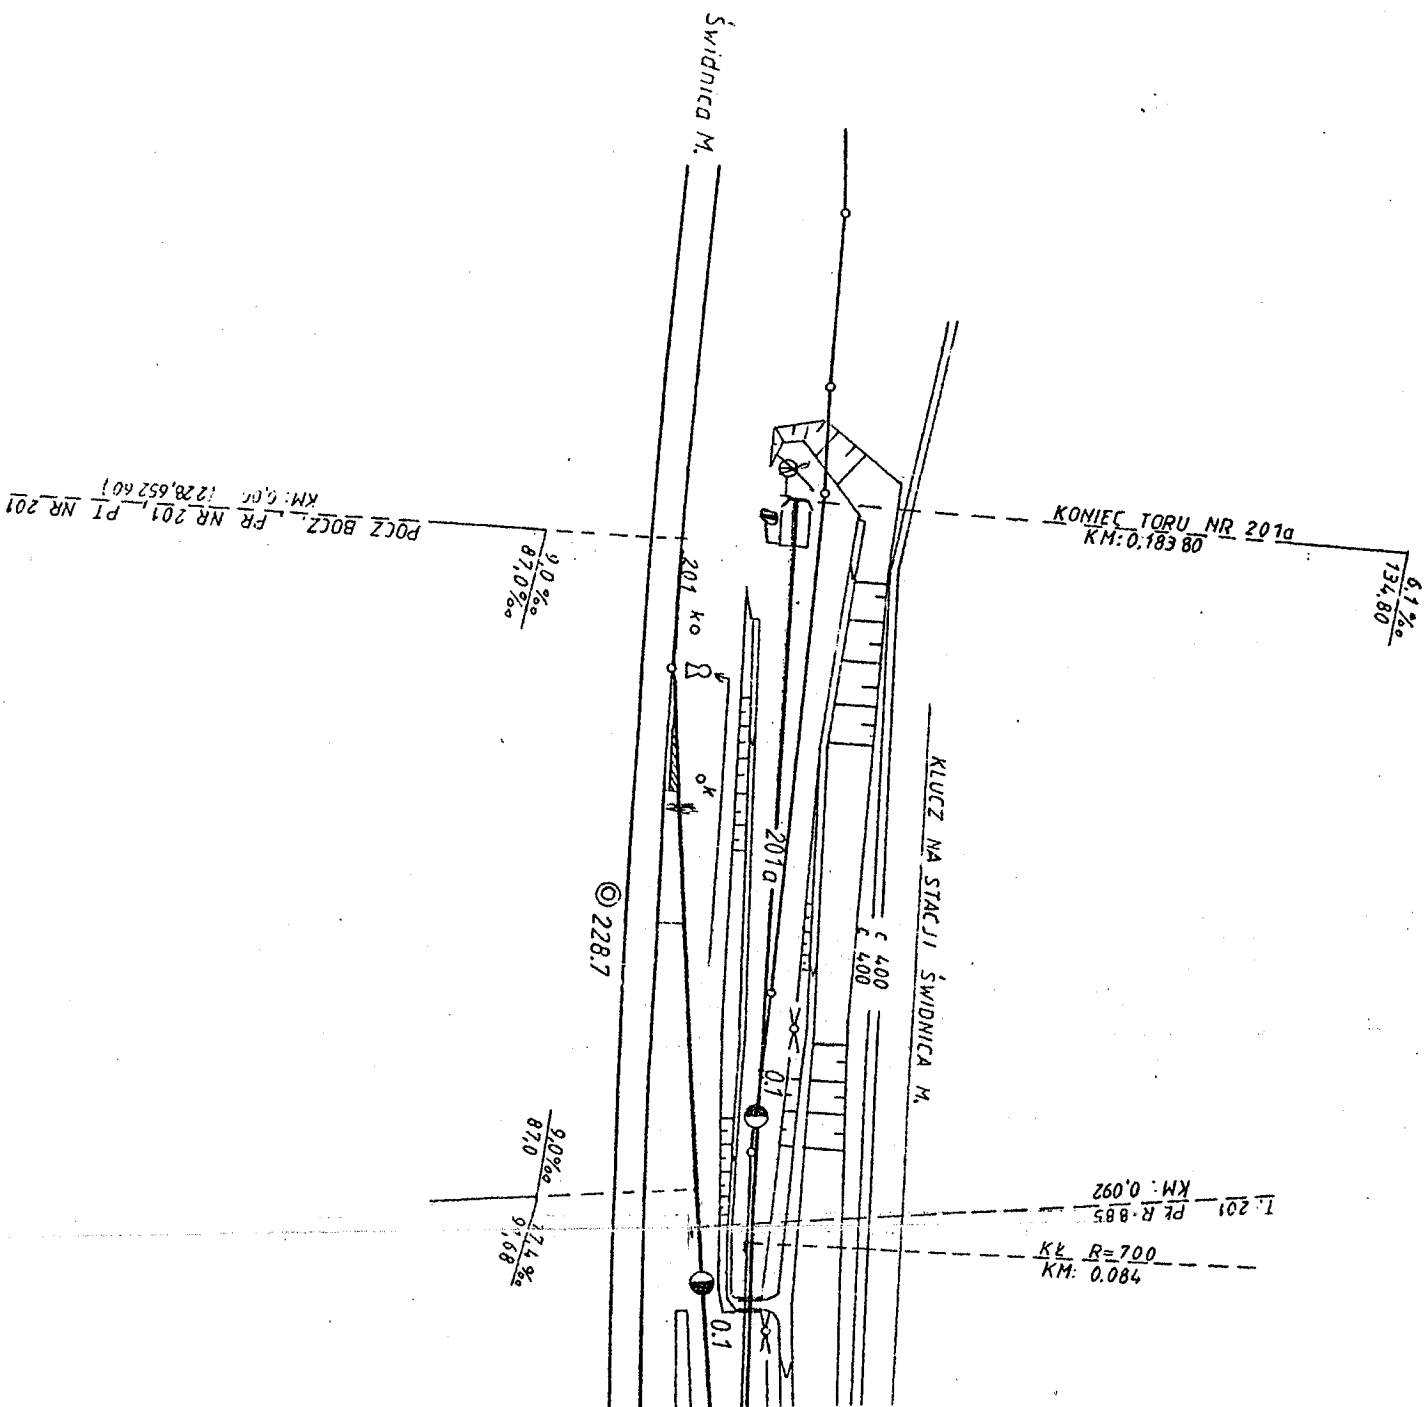 Świdnica M.
POCZ BOCZ. , PR NR 201, PT NR 201
KM: 0,00 (228,652 60)
9,0 ‰
87,0‰
201 ko
KONIEC TORU NR 201a
KM: 0,183 80
6,1 ‰
134,80
k
201a
228.7
KLUCZ NA STACJI ŚWIDNICA M.
c 400
c 400
0.1
9,0‰
87,0
17,4 ‰
T. 201 PŁ R-885
KM: 0,092
KŁ R=700
KM: 0.084
0.1